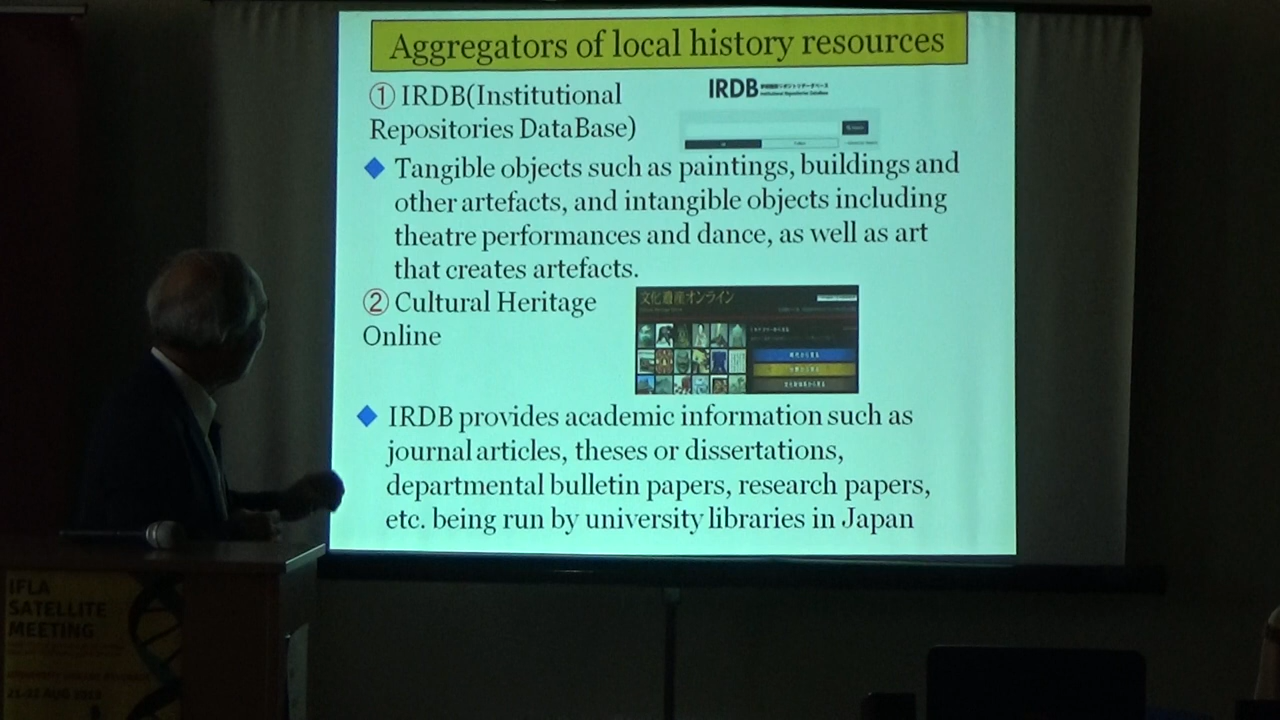 Aggregators of local history resources
① IRDB(Institutional
Repositories DataBase)
IRDB
◆ Tangible objects such as paintings, buildings and
other artefacts, and intangible objects including
theatre performances and dance, as well as art
that creates artefacts.
② Cultural Heritage
Online
文化遺産オンライン
◆ IRDB provides academic information such as
journal articles, theses or dissertations,
departmental bulletin papers, research papers,
etc. being run by university libraries in Japan
IFLA
SATELLITE
MEETING